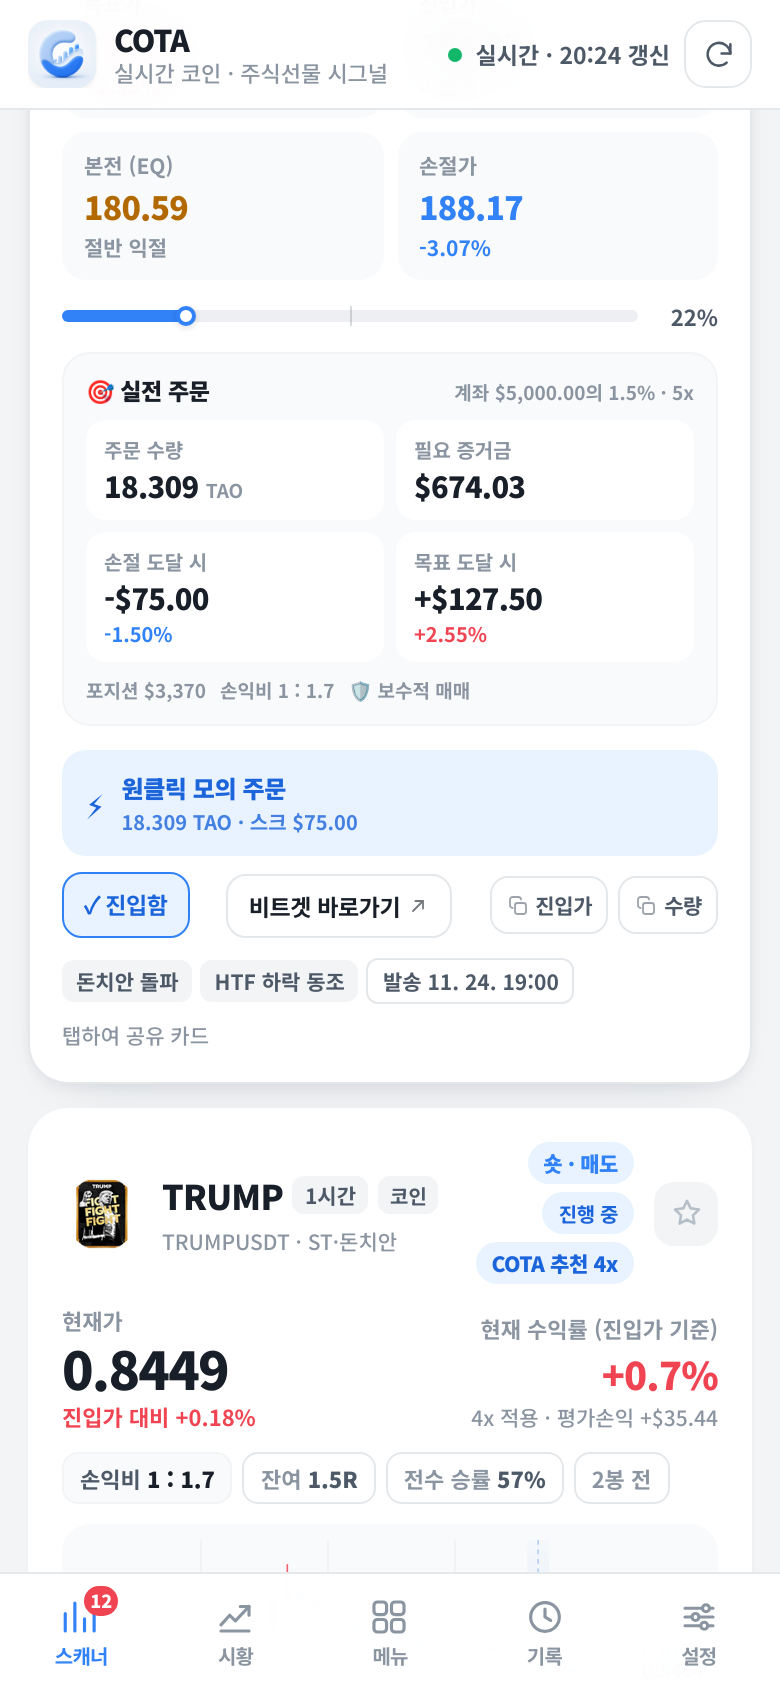 COTA
실시간 코인 · 주식선물 시그널
실시간 · 20:24 갱신
본전 (EQ)
180.59
절반 익절
손절가
188.17
-3.07%
22%
🎯 실전 주문
계좌 $5,000.00의 1.5% · 5x
주문 수량
18.309 TAO
필요 증거금
$674.03
손절 도달 시
-$75.00
-1.50%
목표 도달 시
+$127.50
+2.55%
포지션 $3,370 손익비 1 : 1.7 🛡️ 보수적 매매
⚡ 원클릭 모의 주문
18.309 TAO · 스크 $75.00
✓ 진입함
비트겟 바로가기 ↗
진입가
수량
돈치안 돌파
HTF 하락 동조
발송 11. 24. 19:00
탭하여 공유 카드
TRUMP
FIGHT
FIGHT
FIGHT
TRUMP 1시간 코인
TRUMPUSDT · ST·돈치안
숏 · 매도
진행 중
COTA 추천 4x
현재가
0.8449
진입가 대비 +0.18%
현재 수익률 (진입가 기준)
+0.7%
4x 적용 · 평가손익 +$35.44
손익비 1 : 1.7
잔여 1.5R
전수 승률 57%
2봉 전
12
스캐너
시황
메뉴
기록
설정